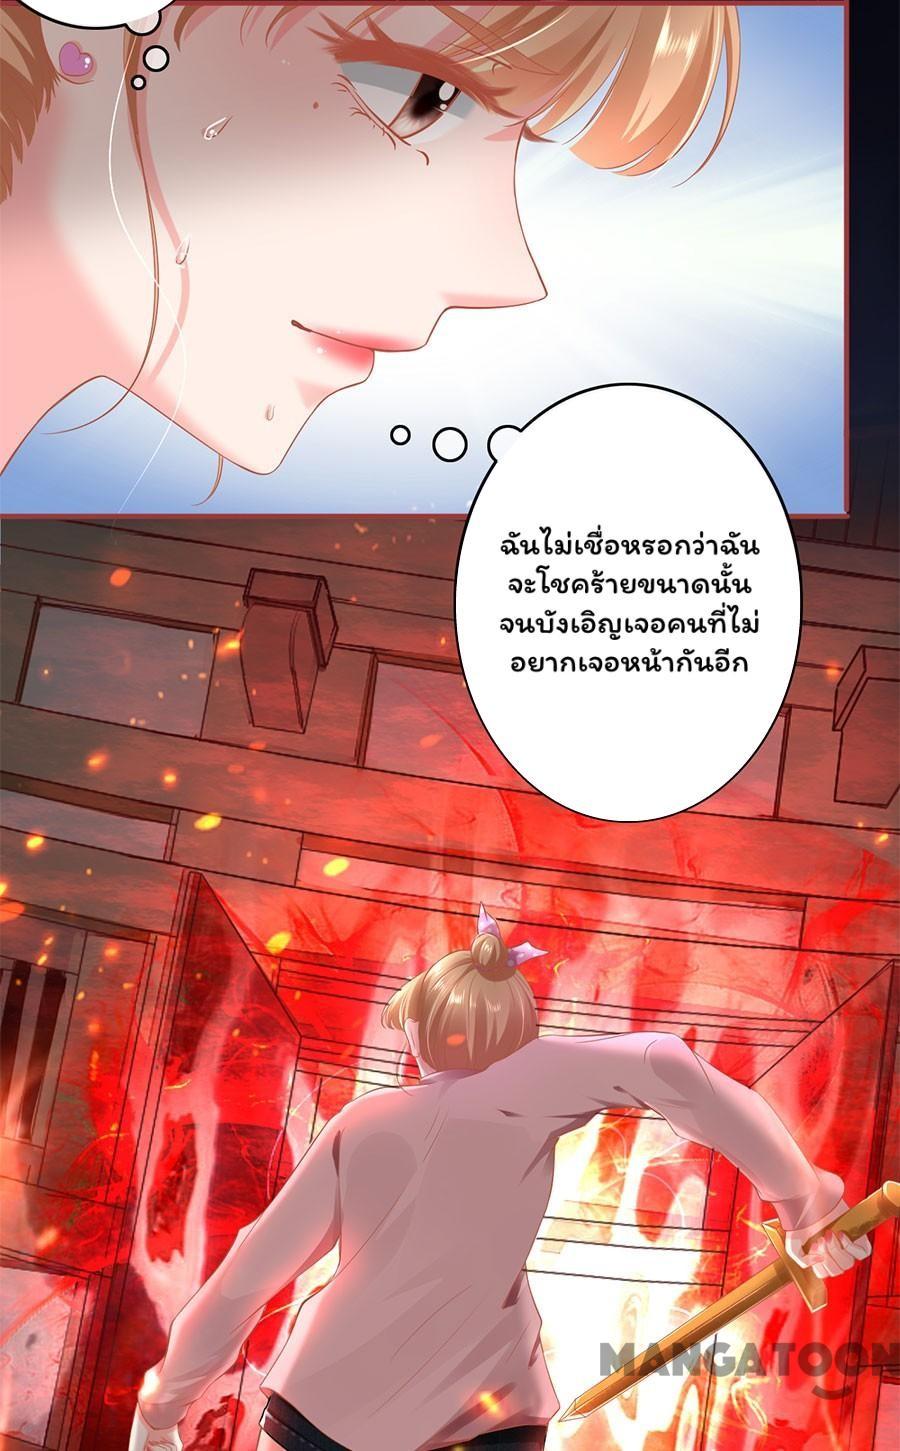 ฉันไม่เชื่อหรอกว่าฉัน
จะโชคร้ายขนาดนั้น
จนบังเอิญเจอคนที่ไม่
อยากเจอหน้ากันอีก
MANGATOON